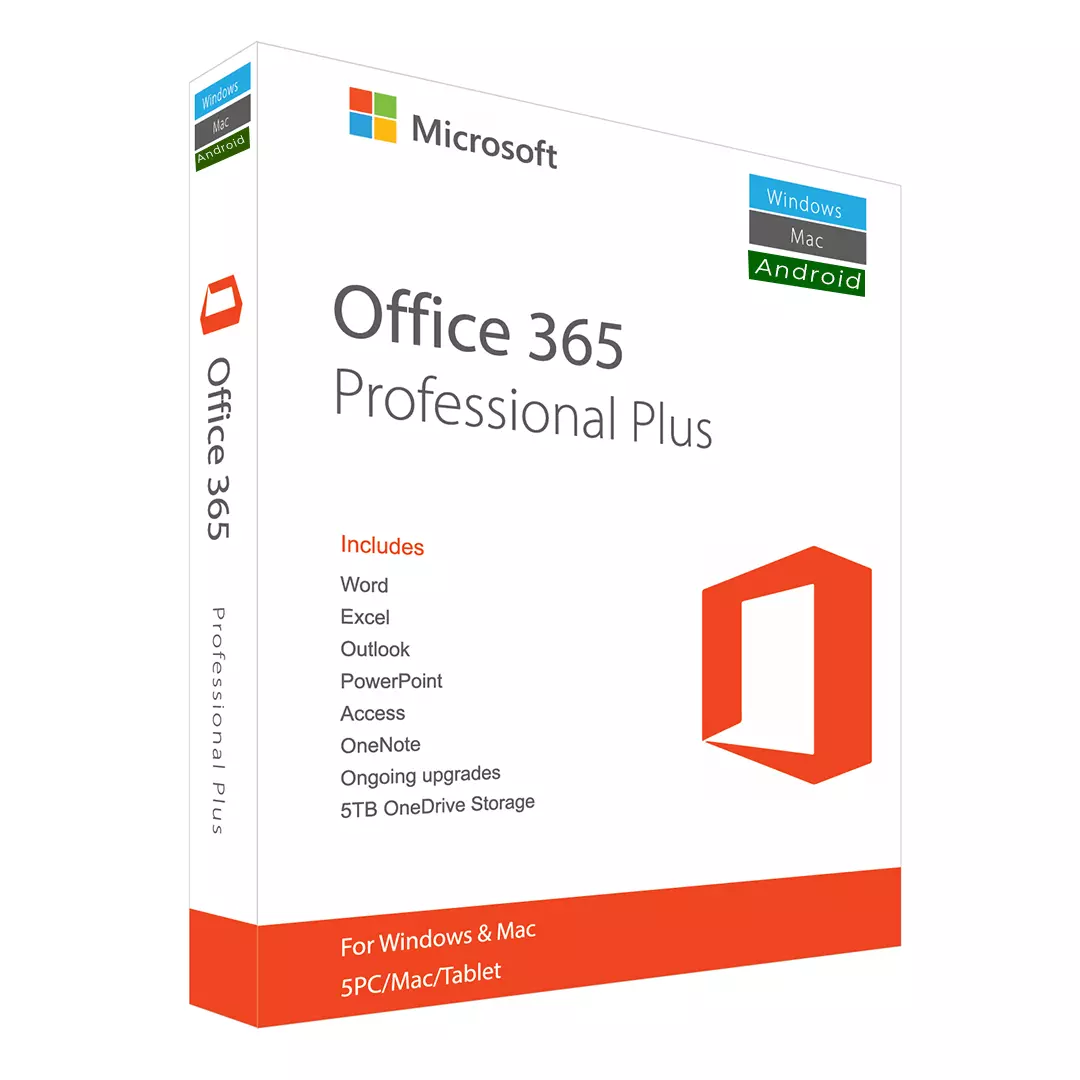 Windows
Mac
Android
Office 365
Professional Plus
Microsoft
Windows
Mac
Android
Office 365
Professional Plus
Includes
Word
Excel
Outlook
PowerPoint
Access
OneNote
Ongoing upgrades
5TB OneDrive Storage
For Windows & Mac
5PC/Mac/Tablet